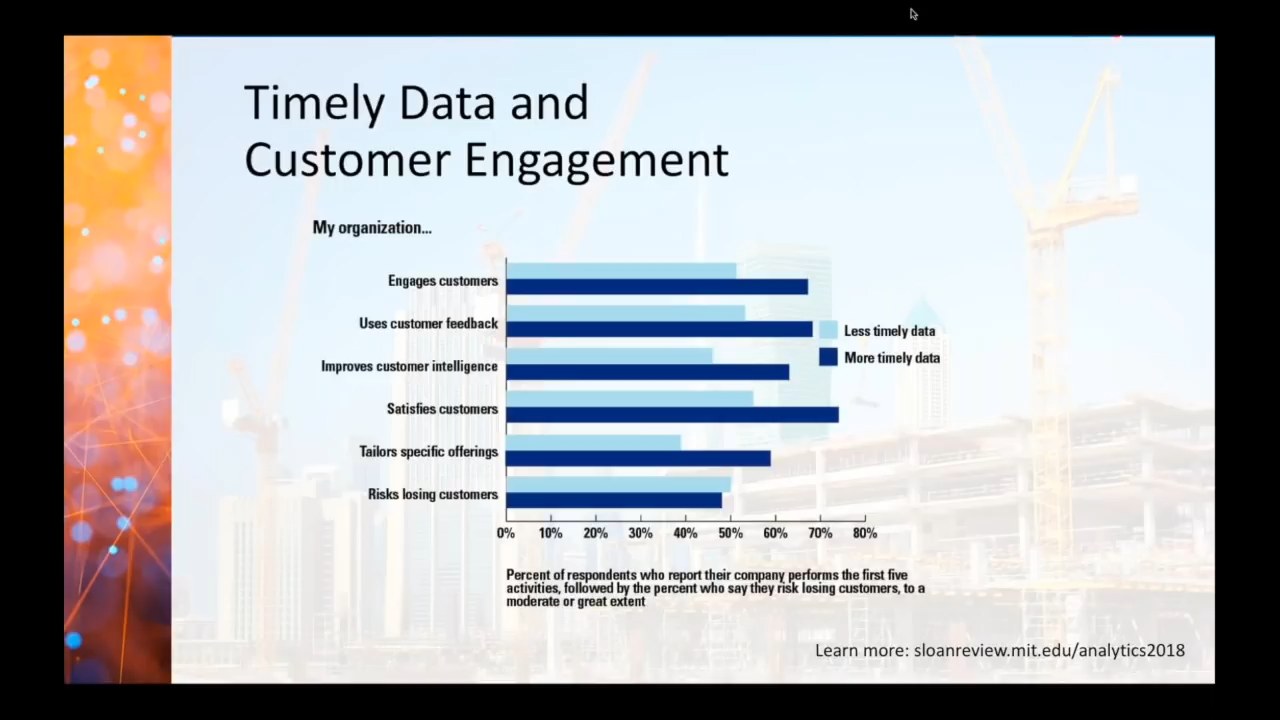 Timely Data and
Customer Engagement
My organization...
Engages customers
Uses customer feedback
Improves customer intelligence
Satisfies customers
Tailors specific offerings
Risks losing customers
Less timely data
More timely data
0% 10% 20% 30% 40% 50% 60% 70% 80%
Percent of respondents who report their company performs the first five
activities, followed by the percent who say they risk losing customers, to a
moderate or great extent
Learn more: sloanreview.mit.edu/analytics2018